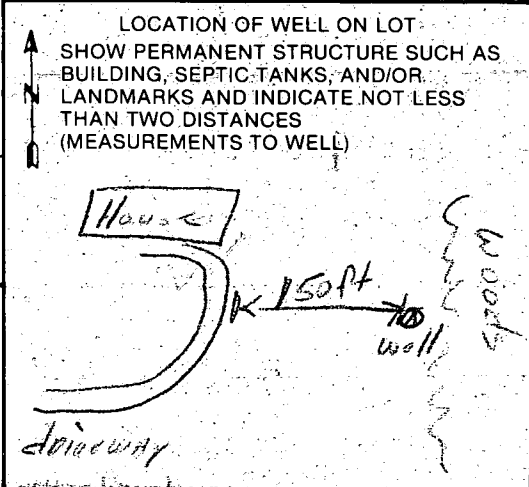 LOCATION OF WELL ON LOT
SHOW PERMANENT STRUCTURE SUCH AS
BUILDING, SEPTIC TANKS, AND/OR
LANDMARKS AND INDICATE NOT LESS
THAN TWO DISTANCES
(MEASUREMENTS TO WELL)
N
House
150ft
well
woods
driveway